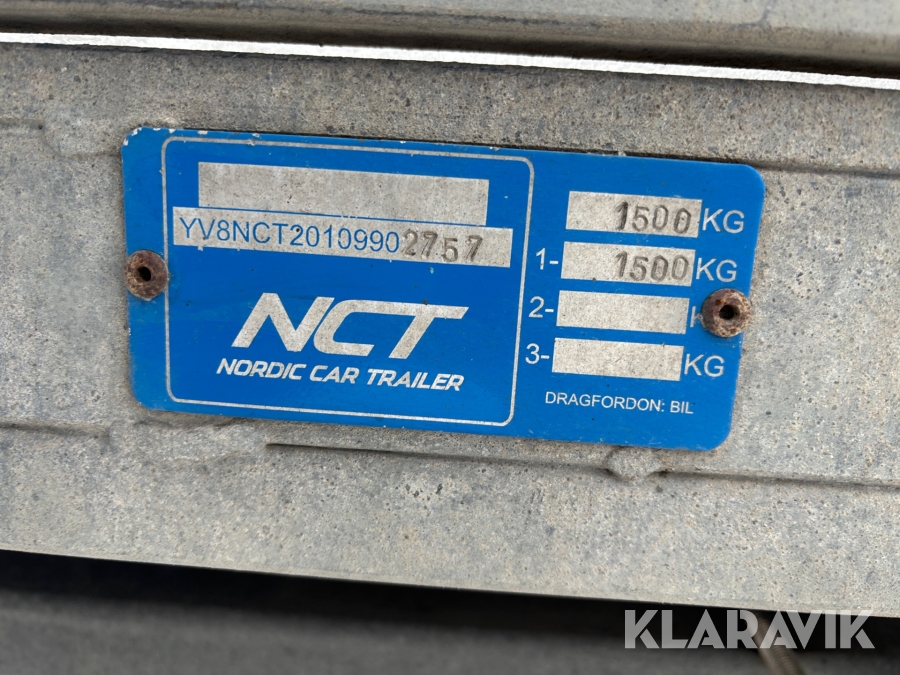 YV8NCT20109902757
NCT
NORDIC CAR TRAILER
1500 KG
1- 1500 KG
2- K
3- KG
DRAGFORDON: BIL
KLARAVIK